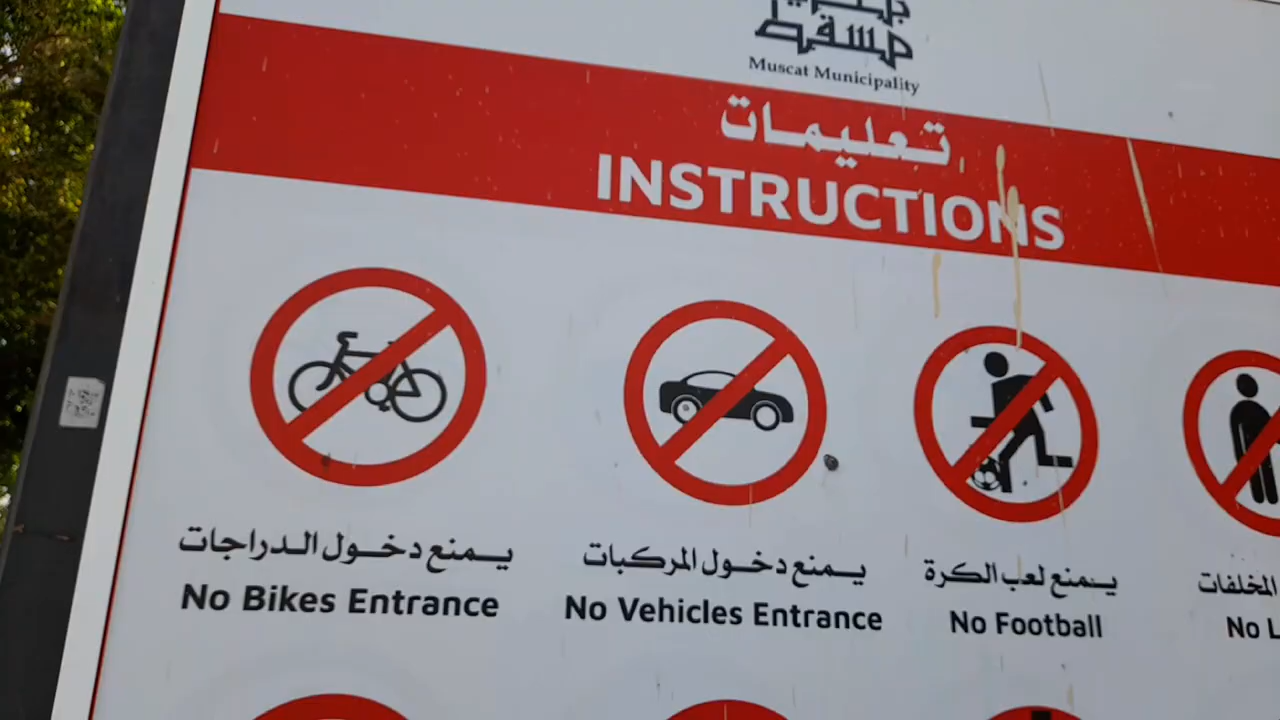 مسقط
Muscat Municipality
تعليمات
INSTRUCTIONS
يمنع دخول الدراجات
No Bikes Entrance
يمنع دخول المركبات
No Vehicles Entrance
يمنع لعب الكرة
No Football
المخلفات
No L